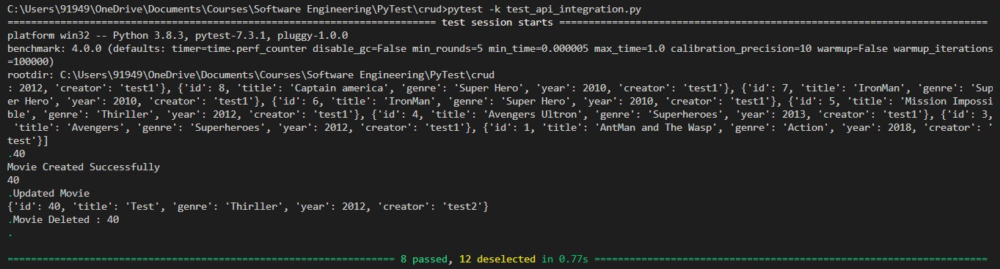 C:\Users\91949\OneDrive\Documents\Courses\Software Engineering\PyTest\crud>pytest -k test_api_integration.py
========================================================================= test session starts =========================================================================
platform win32 -- Python 3.8.3, pytest-7.3.1, pluggy-1.0.0
benchmark: 4.0.0 (defaults: timer=time.perf_counter disable_gc=False min_rounds=5 min_time=0.000005 max_time=1.0 calibration_precision=10 warmup=False warmup_iterations
=100000)
rootdir: C:\Users\91949\OneDrive\Documents\Courses\Software Engineering\PyTest\crud
: 2012, 'creator': 'test1'}, {'id': 8, 'title': 'Captain america', 'genre': 'Super Hero', 'year': 2010, 'creator': 'test1'}, {'id': 7, 'title': 'IronMan', 'genre': 'Sup
er Hero', 'year': 2010, 'creator': 'test1'}, {'id': 6, 'title': 'IronMan', 'genre': 'Super Hero', 'year': 2010, 'creator': 'test1'}, {'id': 5, 'title': 'Mission Impossi
ble', 'genre': 'Thirller', 'year': 2012, 'creator': 'test1'}, {'id': 4, 'title': 'Avengers Ultron', 'genre': 'Superheroes', 'year': 2013, 'creator': 'test1'}, {'id': 3,
 'title': 'Avengers', 'genre': 'Superheroes', 'year': 2012, 'creator': 'test1'}, {'id': 1, 'title': 'AntMan and The Wasp', 'genre': 'Action', 'year': 2018, 'creator': '
test'}]
.40
Movie Created Successfully
40
.Updated Movie
{'id': 40, 'title': 'Test', 'genre': 'Thirller', 'year': 2012, 'creator': 'test2'}
.Movie Deleted : 40
.
================================================================== 8 passed, 12 deselected in 0.77s ===================================================================